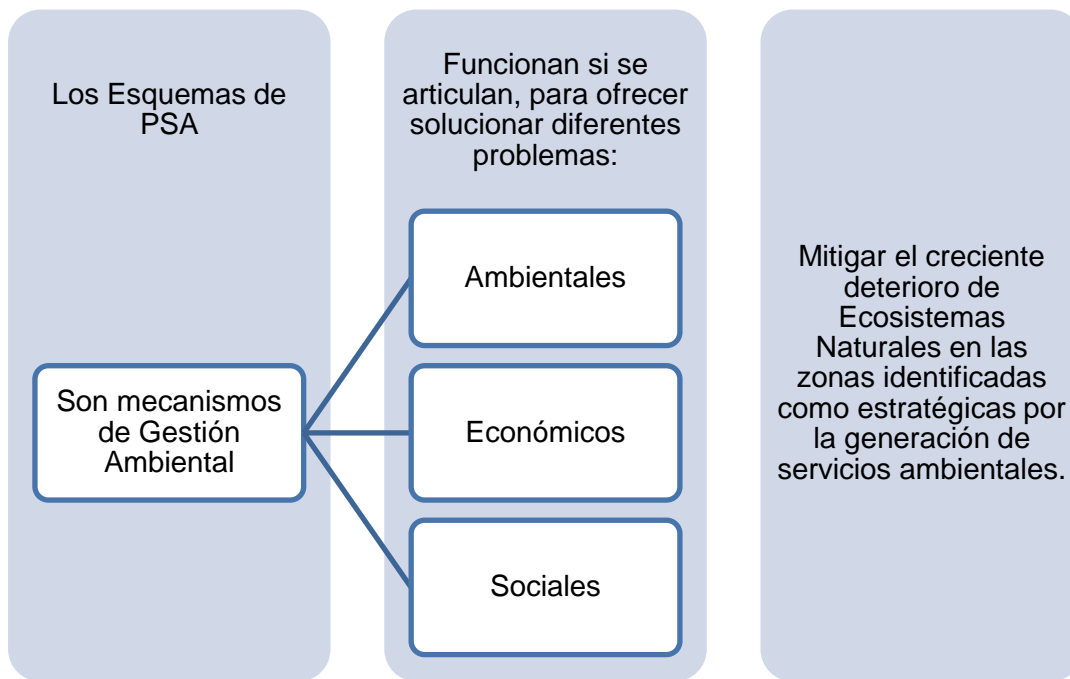 Los Esquemas de
PSA
Son mecanismos
de Gestión
Ambiental
Funcionan si se
articulan, para ofrecer
solucionar diferentes
problemas:
Ambientales
Económicos
Sociales
Mitigar el creciente
deterioro de
Ecosistemas
Naturales en las
zonas identificadas
como estratégicas por
la generación de
servicios ambientales.